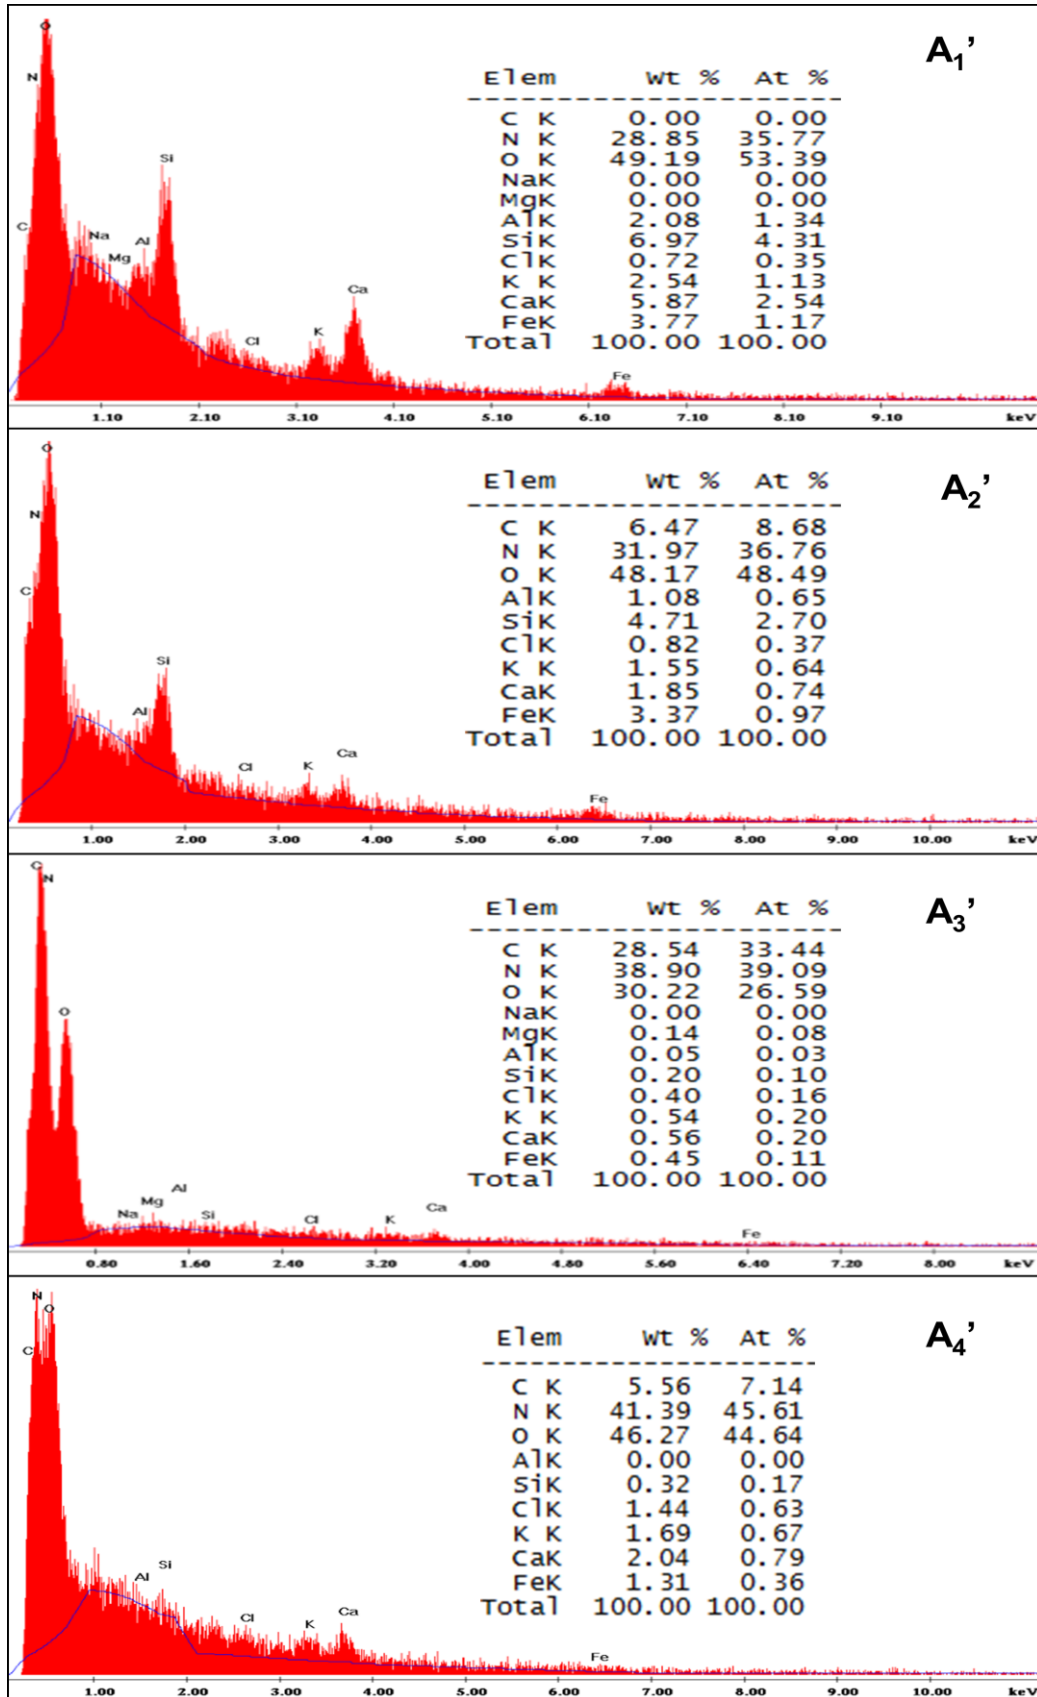 A1’
O
N
Si
C
Na
Al
Mg
Ca
Cl
K
Fe
Elem Wt % At %
---------------------
C K 0.00 0.00
N K 28.85 35.77
O K 49.19 53.39
NaK 0.00 0.00
MgK 0.00 0.00
AlK 2.08 1.34
SiK 6.97 4.31
ClK 0.72 0.35
K K 2.54 1.13
CaK 5.87 2.54
FeK 3.77 1.17
Total 100.00 100.00
1.10 2.10 3.10 4.10 5.10 6.10 7.10 8.10 9.10 keV
A2’
O
N
C
Si
Al
Cl
K
Ca
Fe
Elem Wt % At %
---------------------
C K 6.47 8.68
N K 31.97 36.76
O K 48.17 48.49
AlK 1.08 0.65
SiK 4.71 2.70
ClK 0.82 0.37
K K 1.55 0.64
CaK 1.85 0.74
FeK 3.37 0.97
Total 100.00 100.00
1.00 2.00 3.00 4.00 5.00 6.00 7.00 8.00 9.00 10.00 keV
A3’
C
N
O
Na
Mg
Al
Si
Cl
K
Ca
Fe
Elem Wt % At %
---------------------
C K 28.54 33.44
N K 38.90 39.09
O K 30.22 26.59
NaK 0.00 0.00
MgK 0.14 0.08
AlK 0.05 0.03
SiK 0.20 0.10
ClK 0.40 0.16
K K 0.54 0.20
CaK 0.56 0.20
FeK 0.45 0.11
Total 100.00 100.00
0.80 1.60 2.40 3.20 4.00 4.80 5.60 6.40 7.20 8.00 keV
A4’
N
O
C
Al
Si
Cl
K
Ca
Fe
Elem Wt % At %
---------------------
C K 5.56 7.14
N K 41.39 45.61
O K 46.27 44.64
AlK 0.00 0.00
SiK 0.32 0.17
ClK 1.44 0.63
K K 1.69 0.67
CaK 2.04 0.79
FeK 1.31 0.36
Total 100.00 100.00
1.00 2.00 3.00 4.00 5.00 6.00 7.00 8.00 9.00 10.00 keV